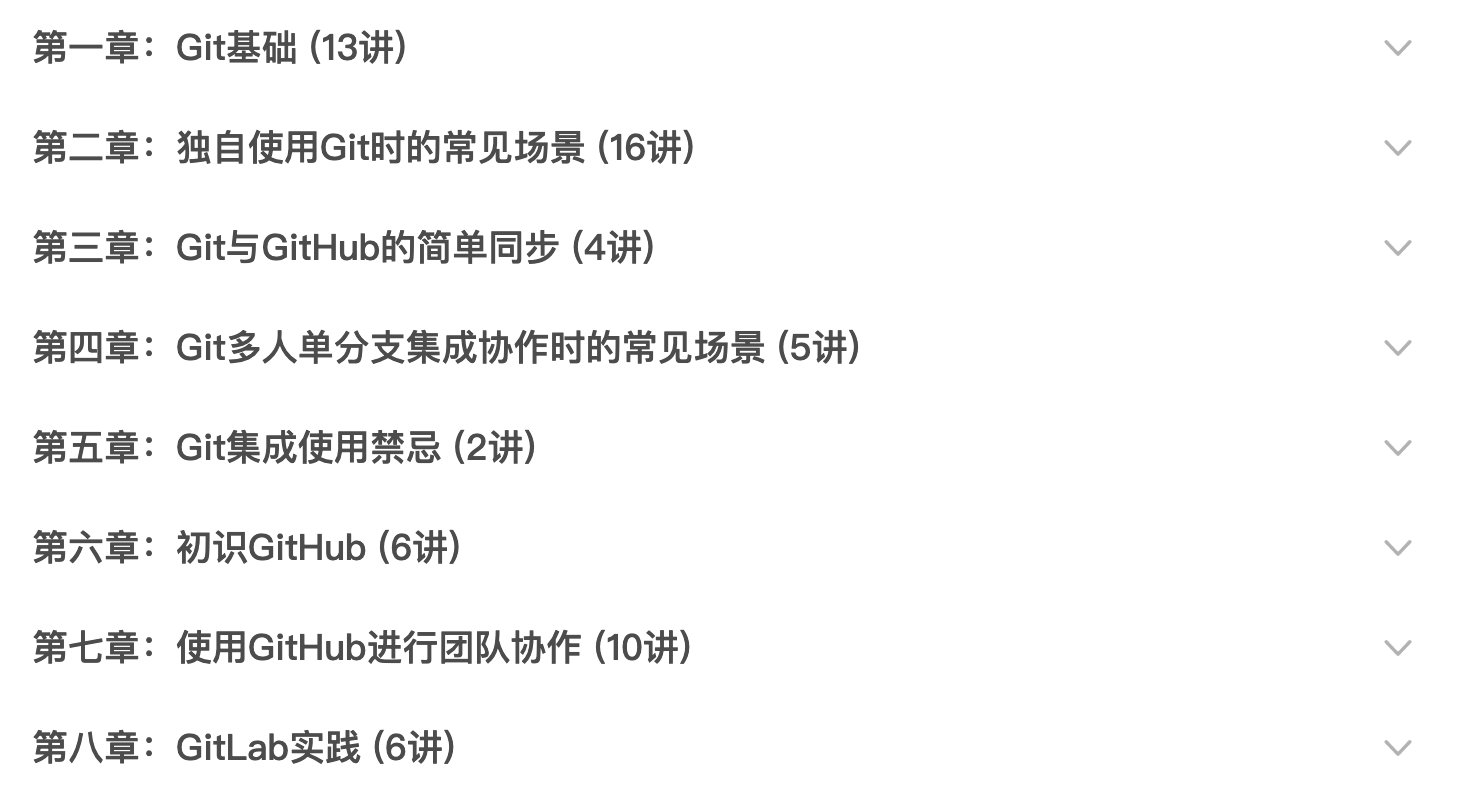 第一章：Git基础 (13讲)
第二章：独自使用Git时的常见场景 (16讲)
第三章：Git与GitHub的简单同步 (4讲)
第四章：Git多人单分支集成协作时的常见场景 (5讲)
第五章：Git集成使用禁忌 (2讲)
第六章：初识GitHub (6讲)
第七章：使用GitHub进行团队协作 (10讲)
第八章：GitLab实践 (6讲)